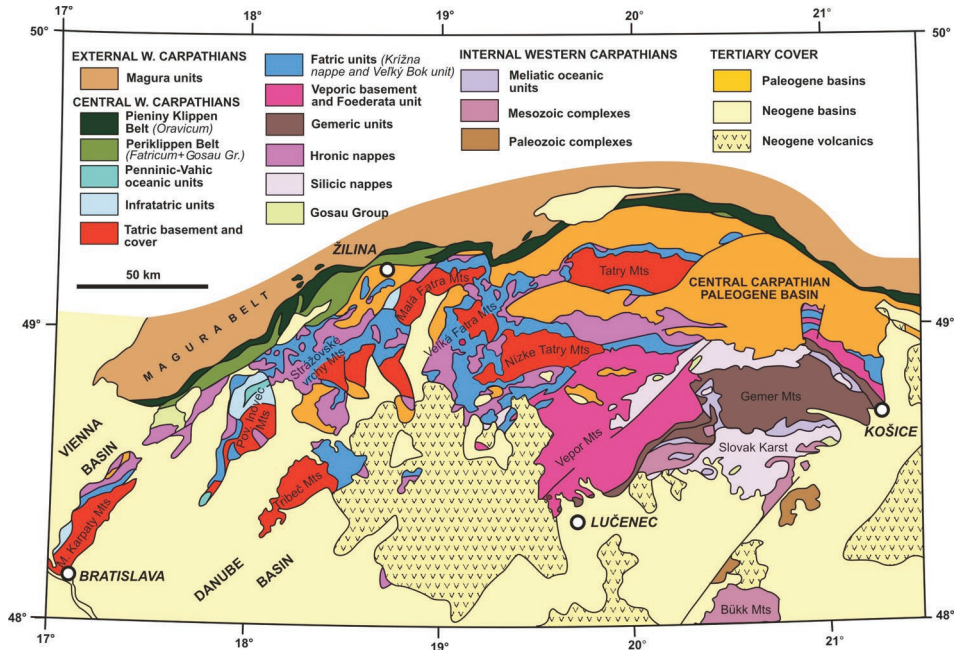 17°
18°
19°
20°
21°
50°
50°
EXTERNAL W. CARPATHIANS
Magura units
CENTRAL W. CARPATHIANS
Pieniny Klippen
Belt (Oravicum)
Periklippen Belt
(Fatricum+Gosau Gr.)
Penninic-Vahic
oceanic units
Infratatric units
Tatric basement and
cover
50 km
Fatric units (Krížna
nappe and Veľký Bok unit)
Veporic basement
and Foederata unit
Gemeric units
Hronic nappes
Silicic nappes
Gosau Group
INTERNAL WESTERN CARPATHIANS
Meliatic oceanic
units
Mesozoic complexes
Paleozoic complexes
TERTIARY COVER
Paleogene basins
Neogene basins
Neogene volcanics
ŽILINA
Tatry Mts
Malá Fatra Mts
CENTRAL CARPATHIAN
PALEOGENE BASIN
49°
49°
MAGURA BELT
Veľká Fatra Mts
Strážovské
vrchy Mts
Nízke Tatry Mts
Gemer Mts
Pov. Inovec
Mts
KOŠICE
VIENNA
BASIN
Vepor Mts
Slovak Karst
Tribeč Mts
LUČENEC
M. Karpaty Mts
BRATISLAVA
DANUBE
BASIN
Bükk Mts
48°
48°
17°
18°
19°
20°
21°